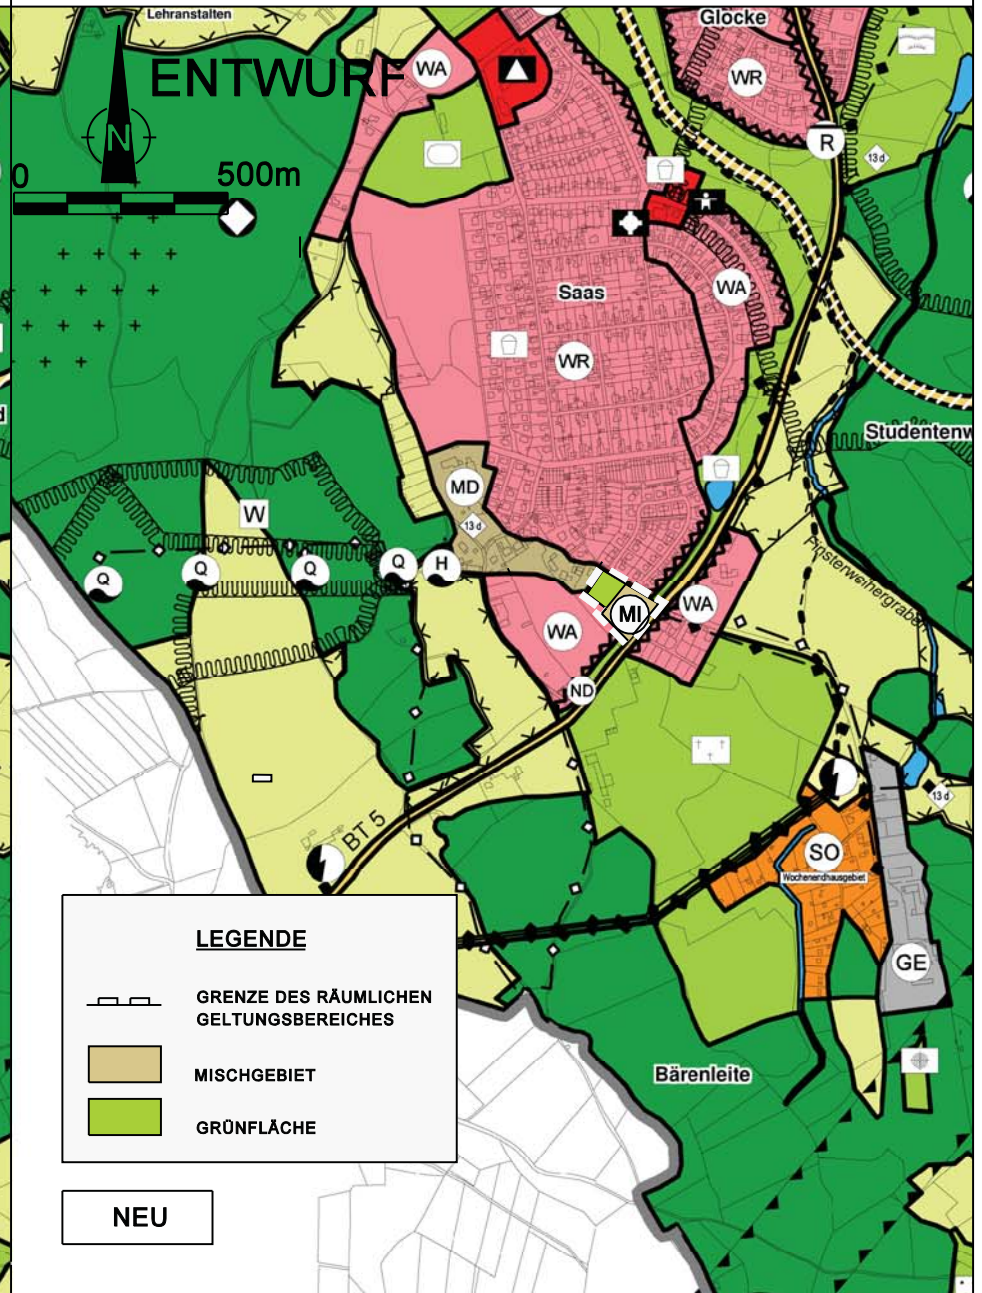 Lehranstalten
Glocke
ENTWURF
WA
WR
N
R
13 d
0
500m
WA
Saas
WR
Studentenw
MD
W
13 d
Q
Q
Q
Q
H
Finsterweihergraben
MI
WA
WA
ND
13 d
BT 5
SO
Wochenendhausgebiet
GE
LEGENDE
GRENZE DES RÄUMLICHEN
GELTUNGSBEREICHES
MISCHGEBIET
GRÜNFLÄCHE
Bärenleite
NEU